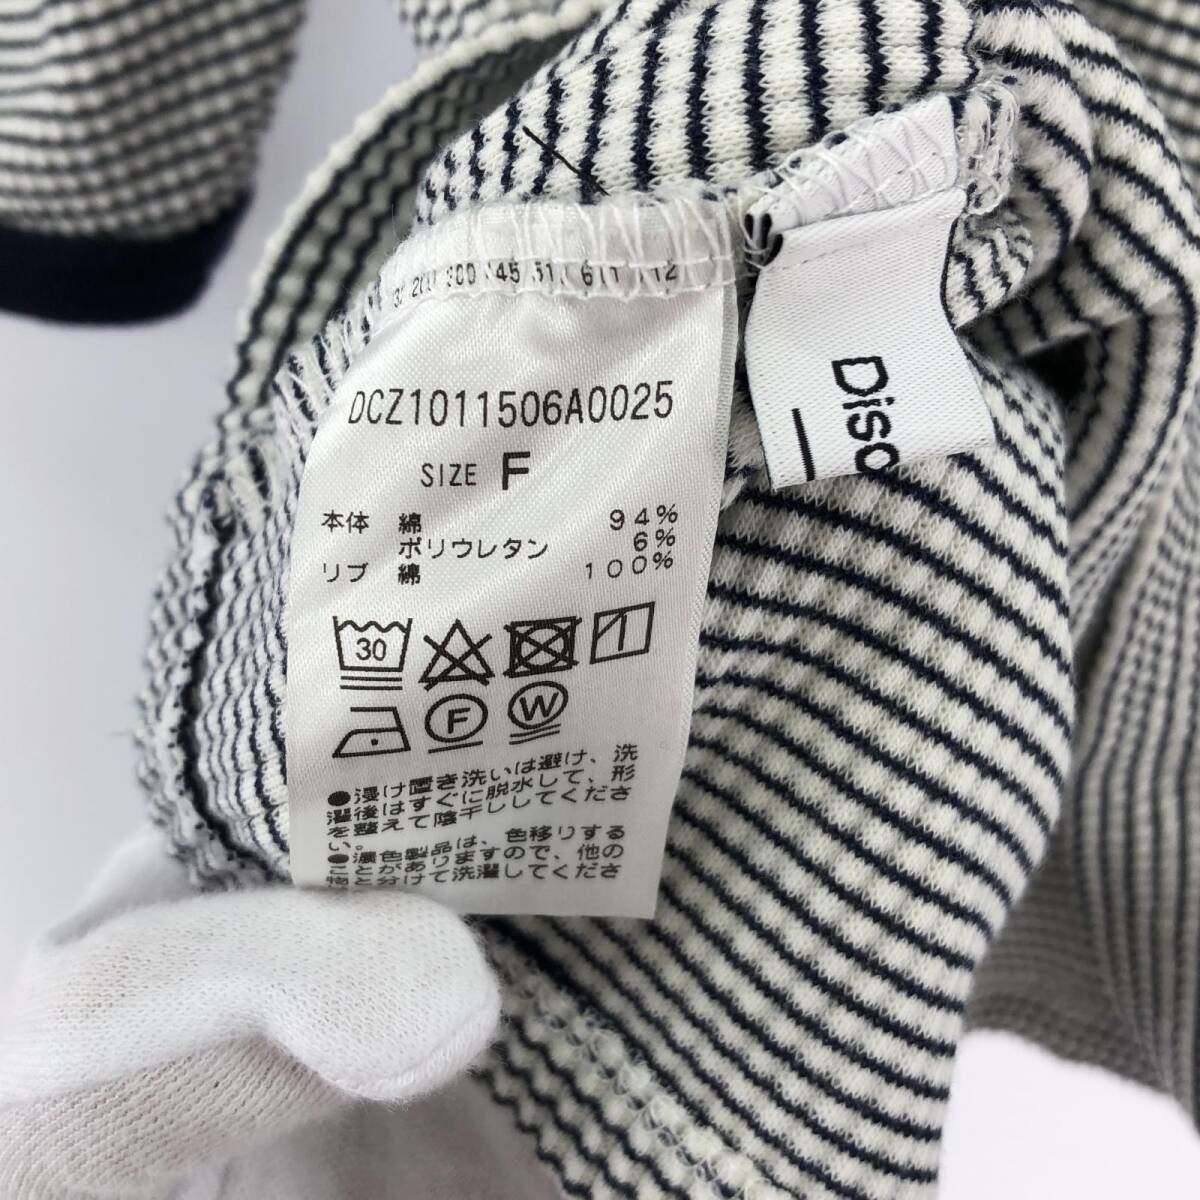 DCZ1011506A0025
SIZE F
本体 綿 94%
ポリウレタン 6%
リブ 綿 100%
30
F W
●浸け置き洗いは避け、洗
濯後はすぐに脱水して、形
を整えて陰干ししてくださ
い。
●濃色製品は、色移りする
ことがありますので、他の
物と分けて洗濯してくださ
Disc